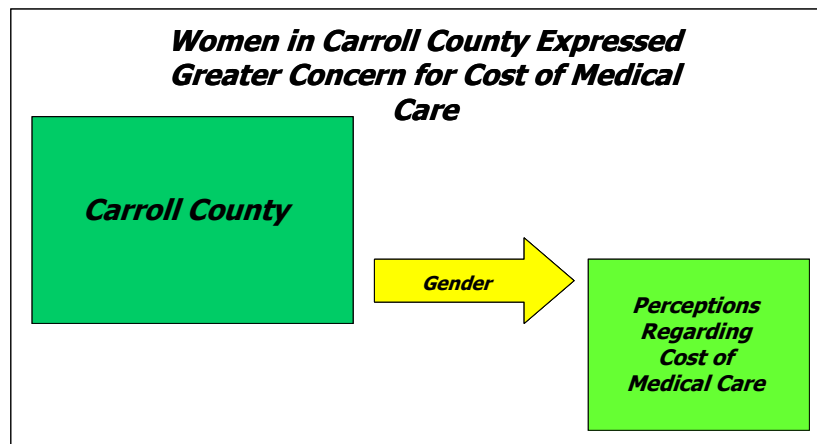 Women in Carroll County Expressed
Greater Concern for Cost of Medical
Care
Carroll County
Gender
Perceptions
Regarding
Cost of
Medical Care